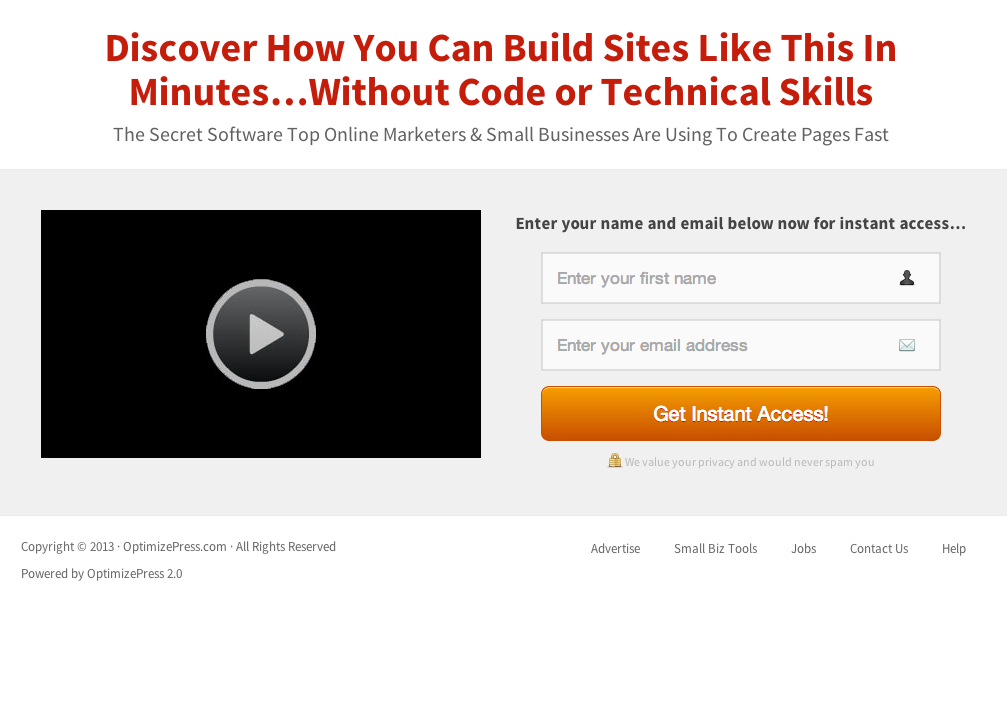 Discover How You Can Build Sites Like This In
Minutes...Without Code or Technical Skills
The Secret Software Top Online Marketers & Small Businesses Are Using To Create Pages Fast
Enter your name and email below now for instant access...
Enter your first name
Enter your email address
Get Instant Access!
We value your privacy and would never spam you
Copyright © 2013 · OptimizePress.com · All Rights Reserved
Powered by OptimizePress 2.0
Advertise Small Biz Tools Jobs Contact Us Help